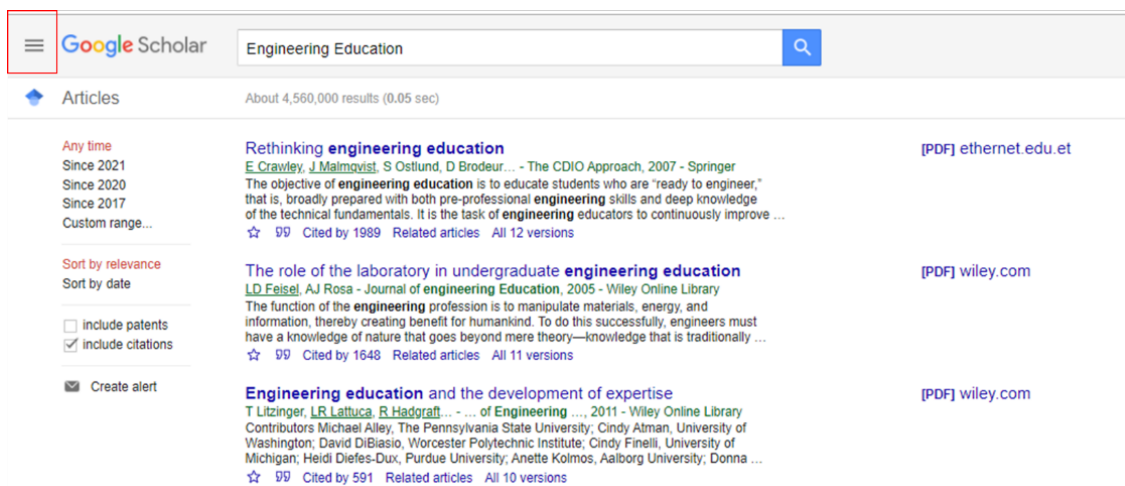 Google Scholar
Engineering Education
Articles
About 4,560,000 results (0.05 sec)
Any time
Since 2021
Since 2020
Since 2017
Custom range...
Sort by relevance
Sort by date
include patents
include citations
Create alert
Rethinking engineering education
[PDF] ethernet.edu.et
E Crawley, J Malmqvist, S Ostlund, D Brodeur... - The CDIO Approach, 2007 - Springer
The objective of engineering education is to educate students who are “ready to engineer,”
that is, broadly prepared with both pre-professional engineering skills and deep knowledge
of the technical fundamentals. It is the task of engineering educators to continuously improve ...
Cited by 1989 Related articles All 12 versions
The role of the laboratory in undergraduate engineering education
[PDF] wiley.com
LD Feisel, AJ Rosa - Journal of engineering Education, 2005 - Wiley Online Library
The function of the engineering profession is to manipulate materials, energy, and
information, thereby creating benefit for humankind. To do this successfully, engineers must
have a knowledge of nature that goes beyond mere theory—knowledge that is traditionally ...
Cited by 1648 Related articles All 11 versions
Engineering education and the development of expertise
[PDF] wiley.com
T Litzinger, LR Lattuca, R Hadgraft... - ... of Engineering ..., 2011 - Wiley Online Library
Contributors Michael Alley, The Pennsylvania State University; Cindy Atman, University of
Washington; David DiBiasio, Worcester Polytechnic Institute; Cindy Finelli, University of
Michigan; Heidi Diefes‐Dux, Purdue University; Anette Kolmos, Aalborg University; Donna ...
Cited by 591 Related articles All 10 versions